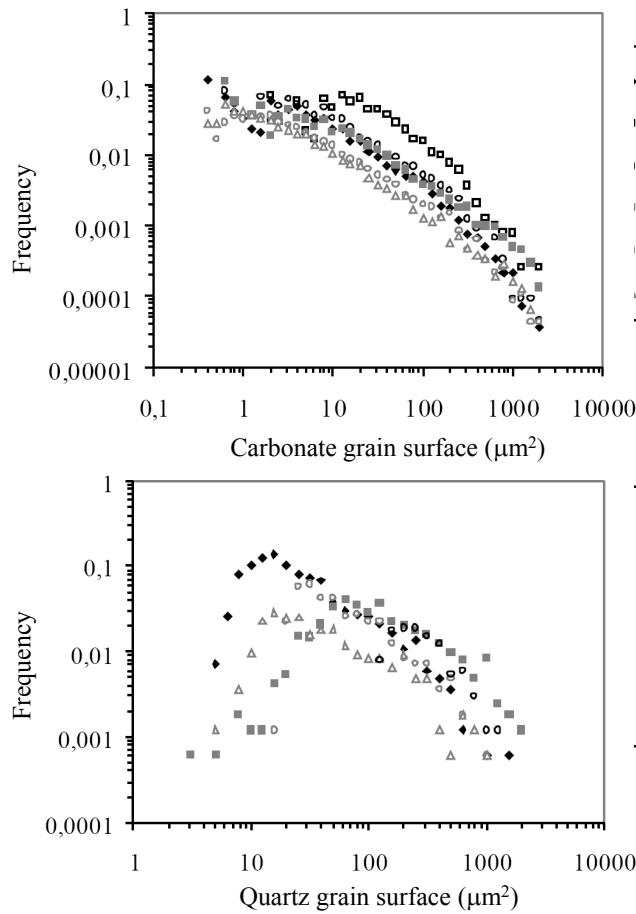 1
0,1
0,01
0,001
0,0001
0,00001
Frequency
0,1 1 10 100 1000 10000
Carbonate grain surface (μm²)
1
0,1
0,01
0,001
0,0001
Frequency
1 10 100 1000 10000
Quartz grain surface (μm²)